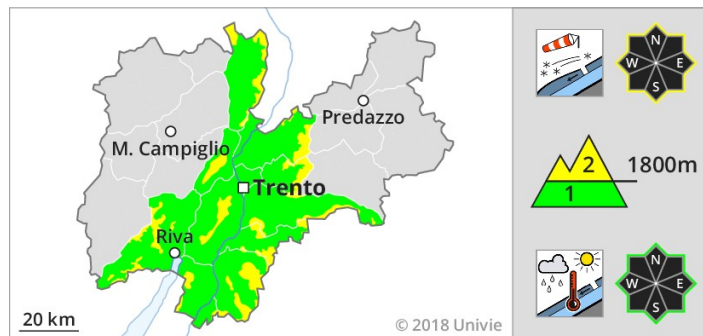 M. Campiglio
Predazzo
Trento
Riva
20 km
© 2018 Univie
N
W E
S
2 1800m
1
N
W E
S